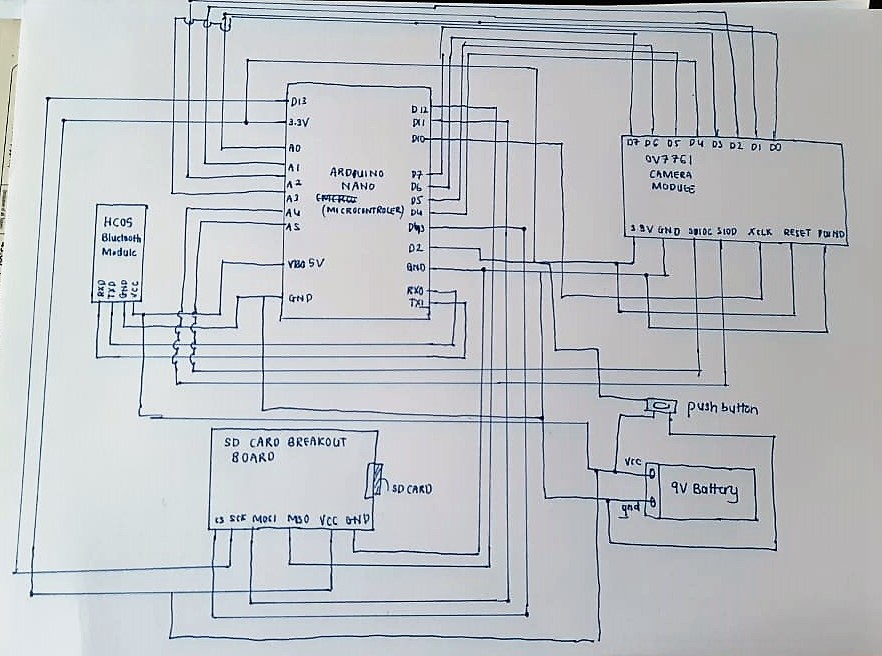 D13
3.3V
A0
A1
A2
A3
A4
A5
5V
GND
ARDUINO
NANO
(MICROCONTROLER)
D12
D11
D10
D7
D6
D5
D4
D3
D2
GND
RX0
TX1
D7 D6 D5 D4 D3 D2 D1 D0
OV7761
CAMERA
MODULE
3.3V GND SIOC SIOD XCLK RESET PWND
HC05
Bluetooth
Module
RXD
TXD
GND
VCC
SD CARD BREAKOUT
BOARD
SD CARD
CS SCK MOSI MISO VCC GND
push button
VCC
9V Battery
gnd